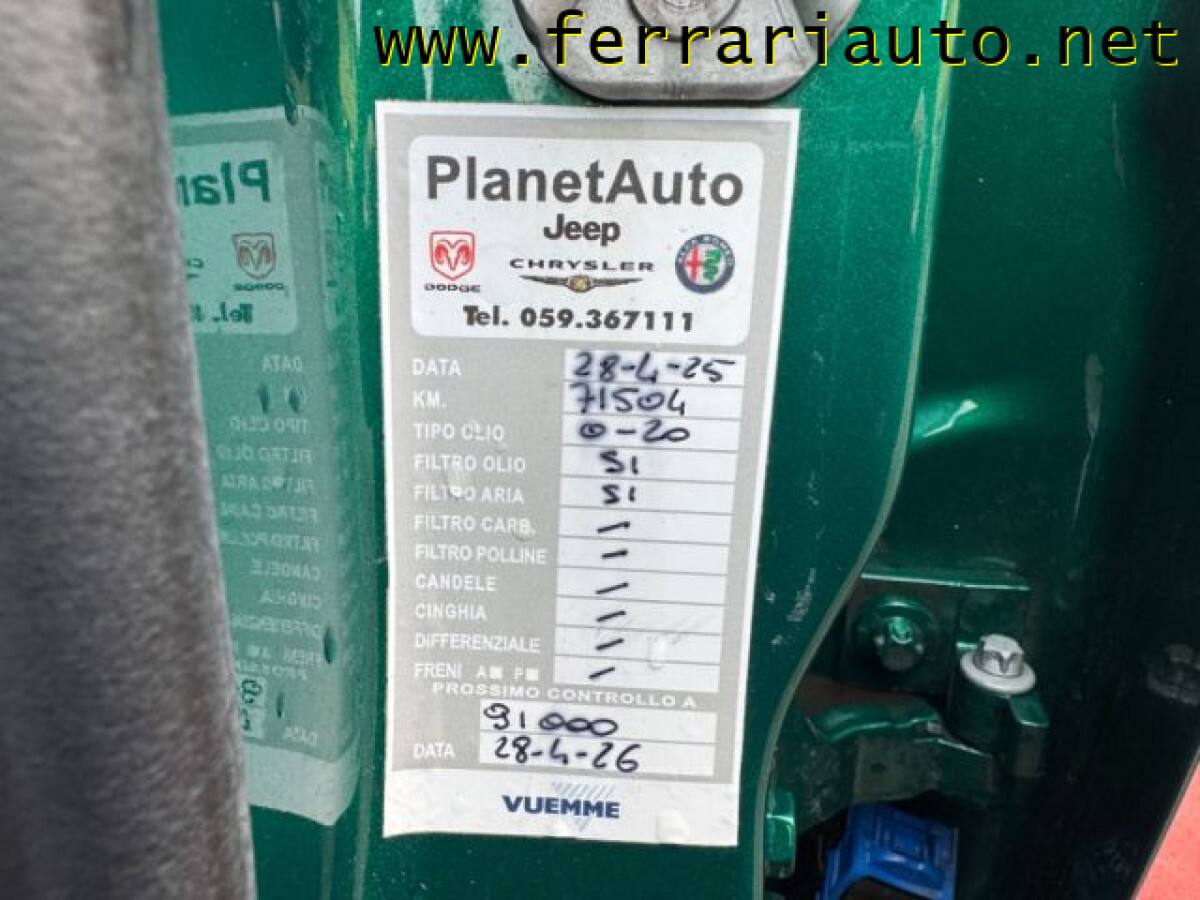 www.ferrariauto.net
PlanetAuto
Jeep
DODGE
CHRYSLER
ALFA ROMEO
Tel. 059.367111
DATA 28-4-25
KM. 71504
TIPO OLIO 0-20
FILTRO OLIO SI
FILTRO ARIA SI
FILTRO CARB. -
FILTRO POLLINE -
CANDELE -
CINGHIA -
DIFFERENZIALE -
FRENI A P -
PROSSIMO CONTROLLO A
91000
DATA 28-4-26
VUEMME